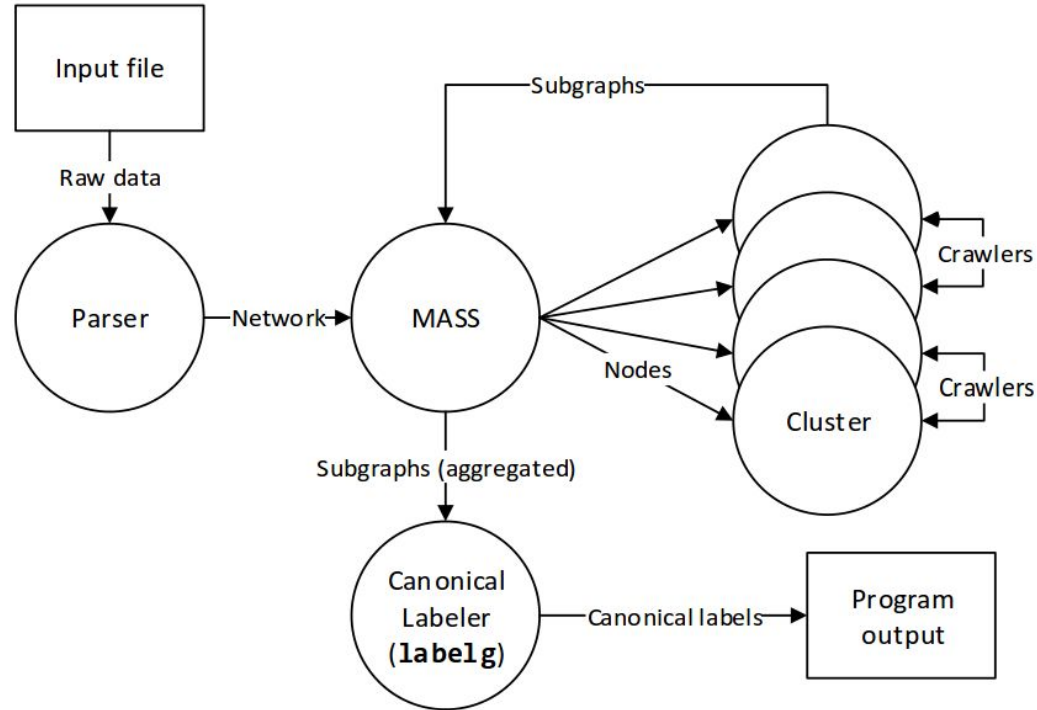 Input file
Subgraphs
Raw data
Crawlers
Parser
Network
MASS
Nodes
Crawlers
Cluster
Subgraphs (aggregated)
Canonical
Labeler
(labelg)
Canonical labels
Program
output